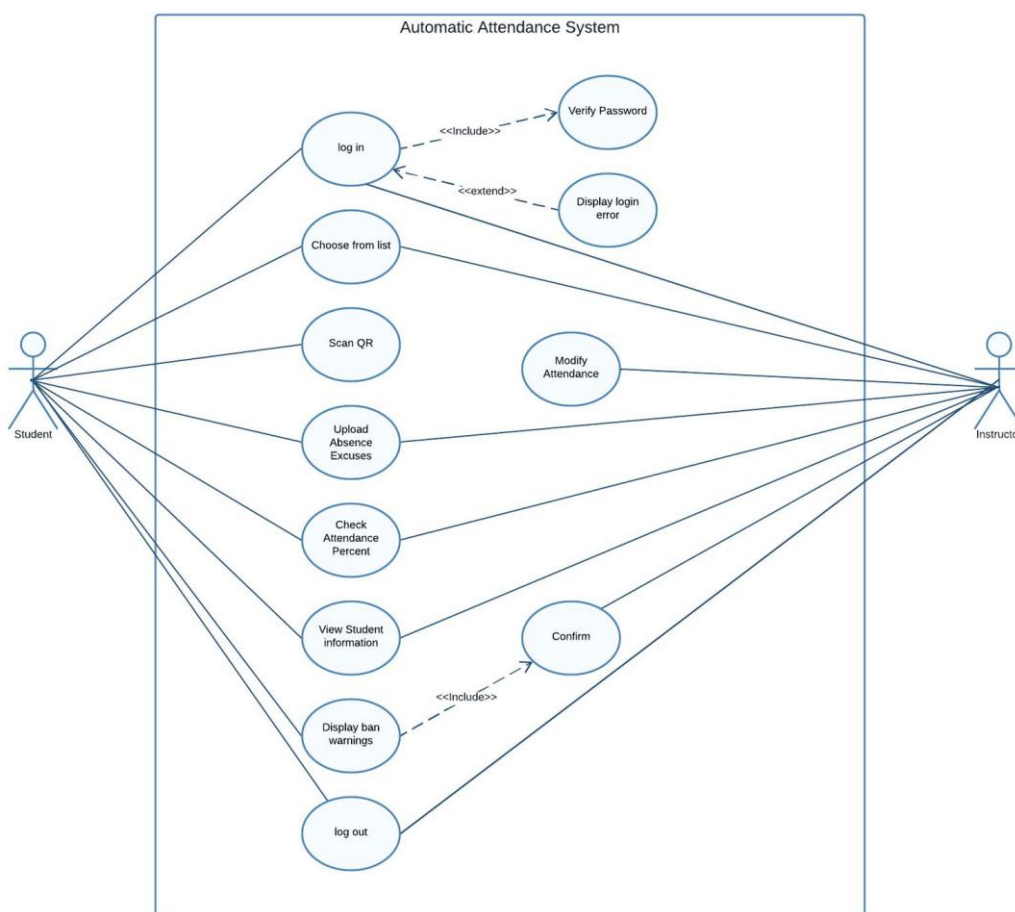 Automatic Attendance System
Verify Password
<<Include>>
log in
<<extend>>
Display login
error
Choose from list
Scan QR
Modify
Attendance
Student
Instructo
Upload
Absence
Excuses
Check
Attendance
Percent
View Student
information
Confirm
<<Include>>
Display ban
warnings
log out